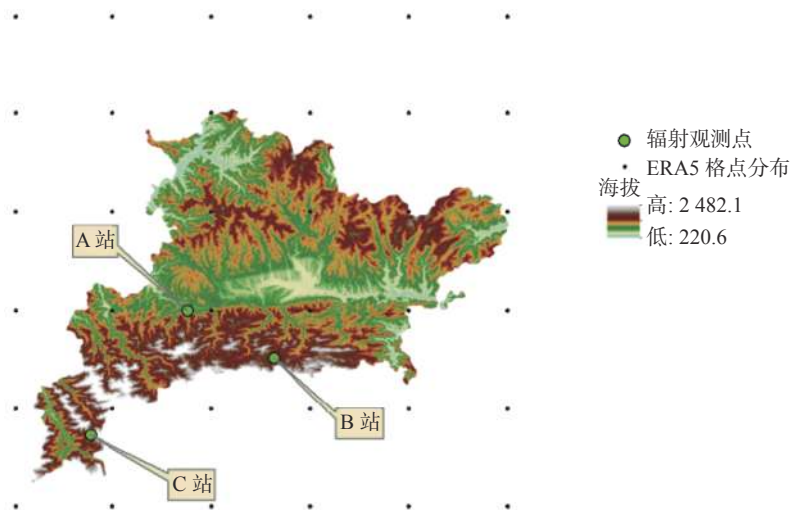 A 站
B 站
C 站
辐射观测点
ERA5 格点分布
海拔
高: 2 482.1
低: 220.6